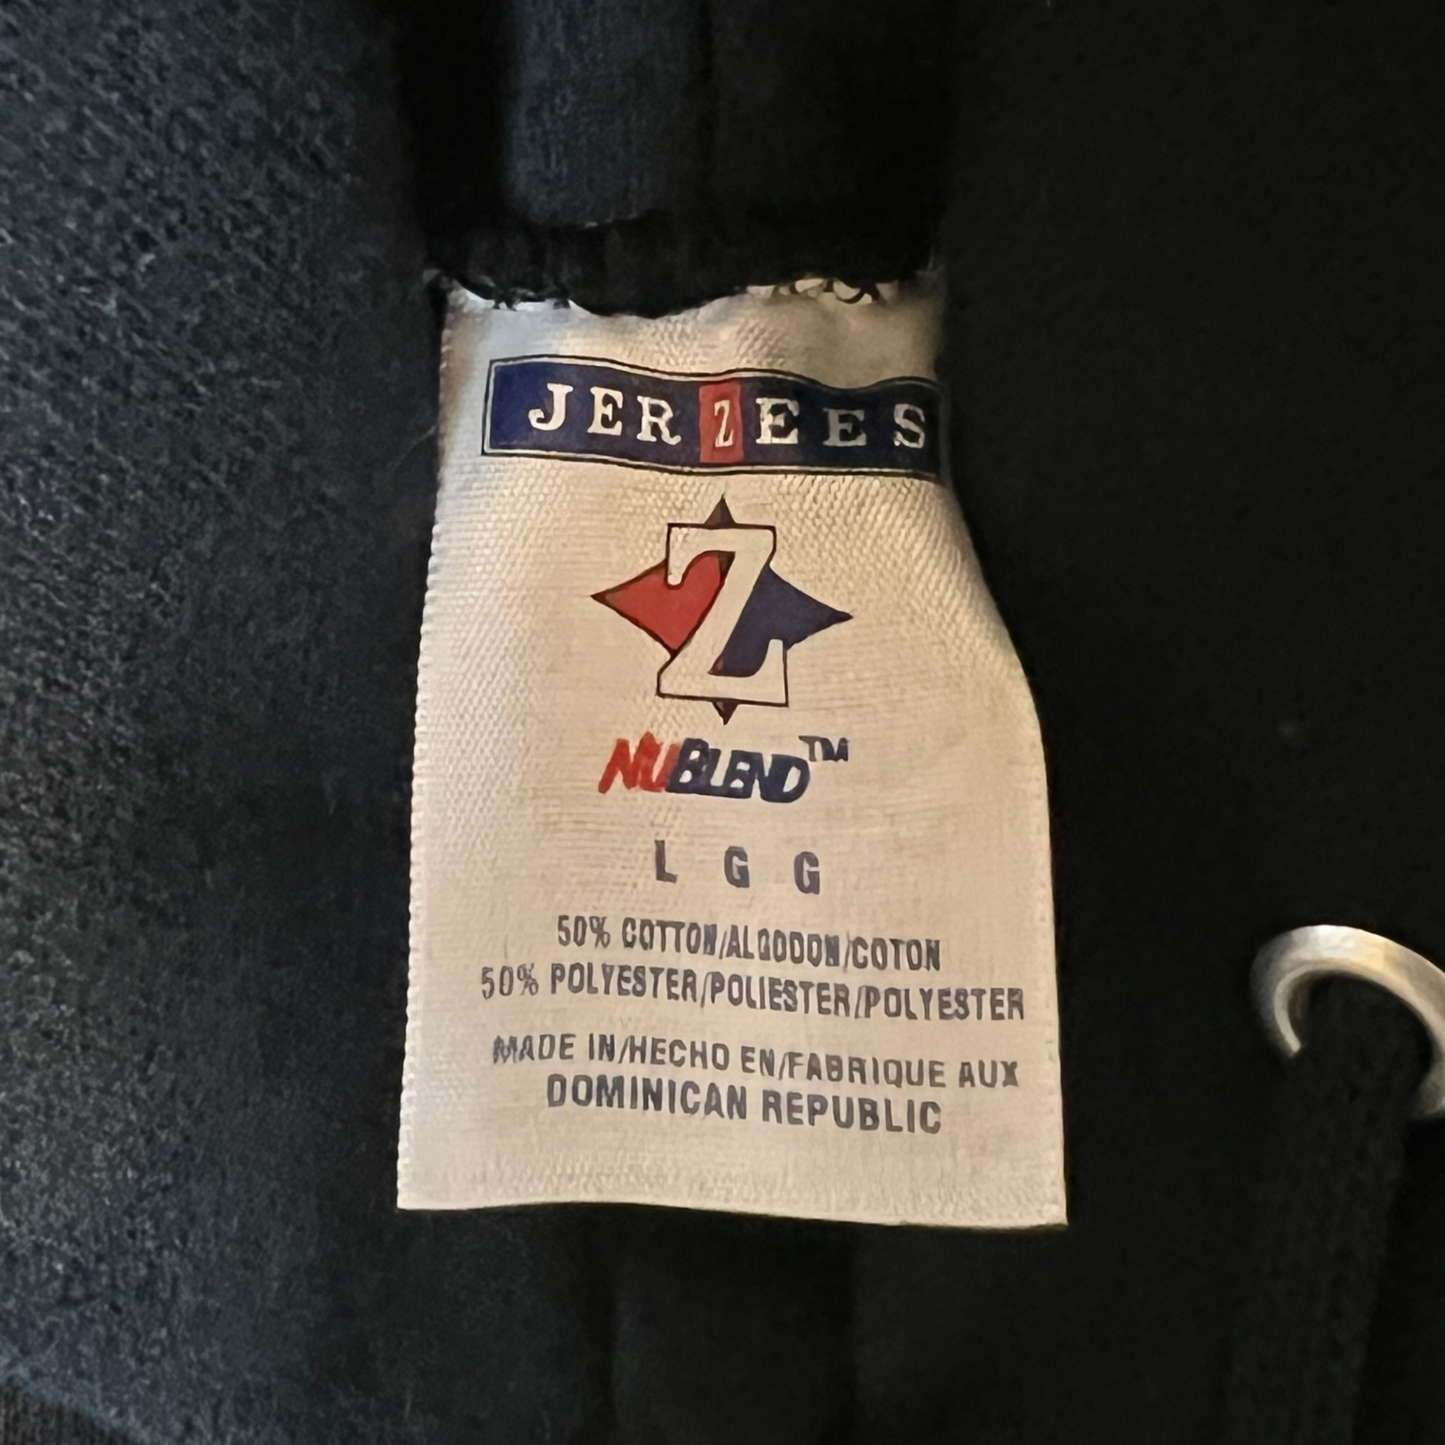 JERZEES
Z
NUBLEND™
L G G
50% COTTON/ALGODON/COTON
50% POLYESTER/POLIESTER/POLYESTER
MADE IN/HECHO EN/FABRIQUE AUX
DOMINICAN REPUBLIC